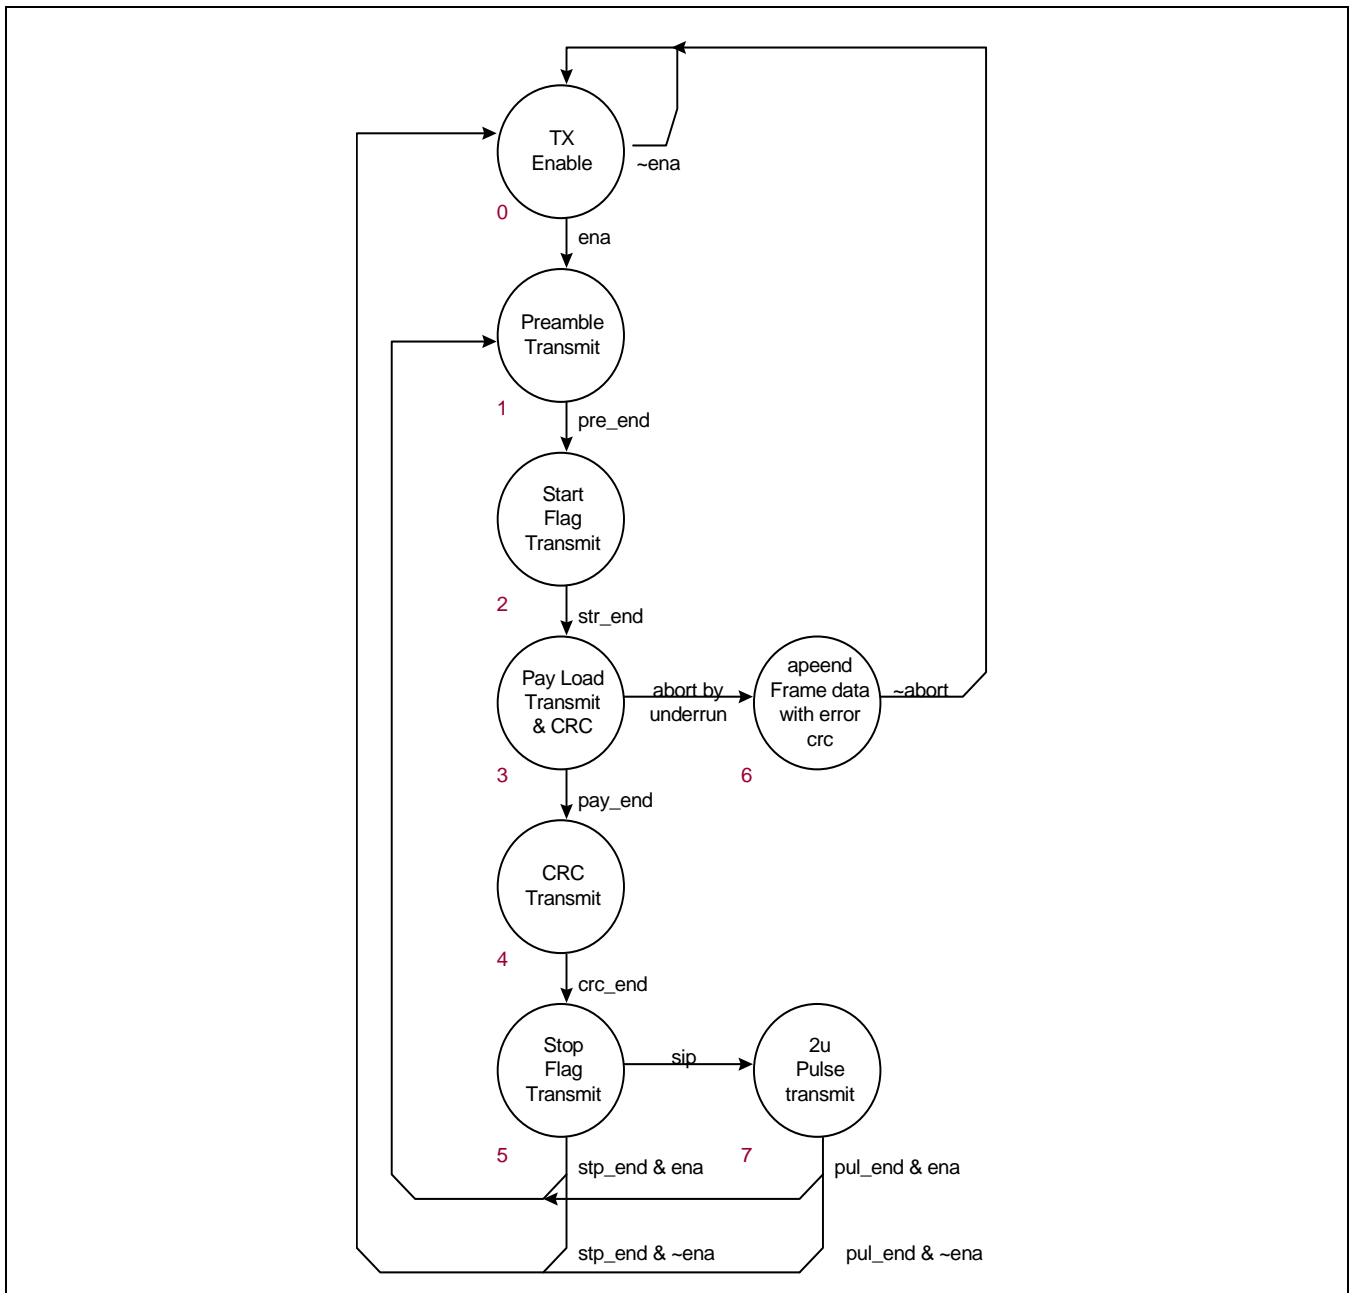 TX
Enable
~ena
0
ena
Preamble
Transmit
1
pre_end
Start
Flag
Transmit
2
str_end
Pay Load
Transmit
& CRC
abort by
underrun
apeend
Frame data
with error
crc
~abort
3
6
pay_end
CRC
Transmit
4
crc_end
Stop
Flag
Transmit
sip
2u
Pulse
transmit
5
7
stp_end & ena
pul_end & ena
stp_end & ~ena
pul_end & ~ena